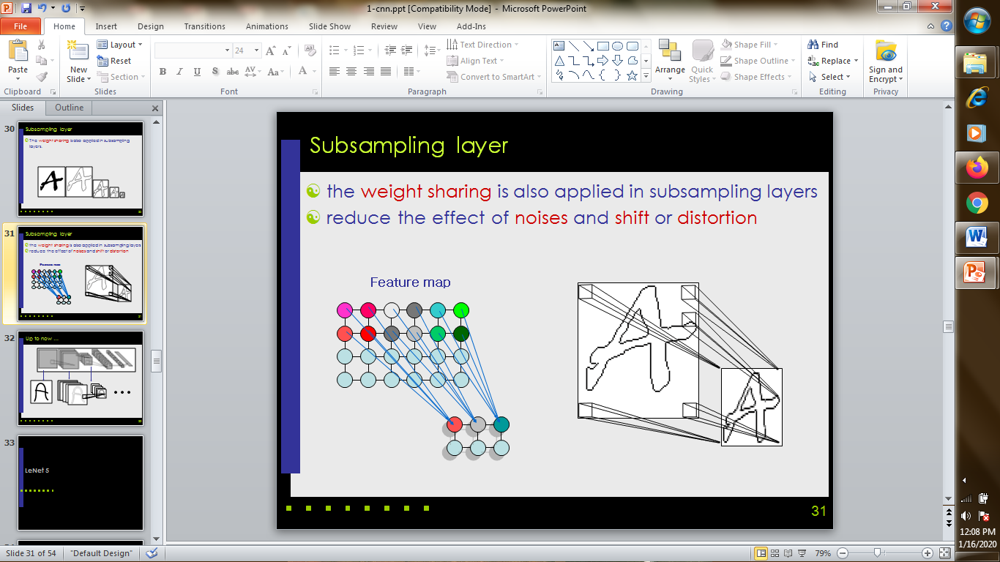 1-cnn.ppt [Compatibility Mode] - Microsoft PowerPoint
File Home Insert Design Transitions Animations Slide Show Review View Add-Ins
Paste
Clipboard
New Slide
Layout
Reset
Section
Slides
24
B I U S abc AV Aa A
Font
Text Direction
Align Text
Convert to SmartArt
Paragraph
Arrange
Quick Styles
Shape Fill
Shape Outline
Shape Effects
Drawing
Find
Replace
Select
Editing
Sign and Encrypt
Privacy
Slides Outline
30
Subsampling layer
The weight sharing is also applied in subsampling
layers
31
Subsampling layer
the weight sharing is also applied in subsampling layers
reduce the effect of noises and shift or distortion
Feature map
32
Up to now ...
33
LeNet 5
Subsampling layer
the weight sharing is also applied in subsampling layers
reduce the effect of noises and shift or distortion
Feature map
31
Slide 31 of 54 "Default Design" 79%
12:08 PM
1/16/2020